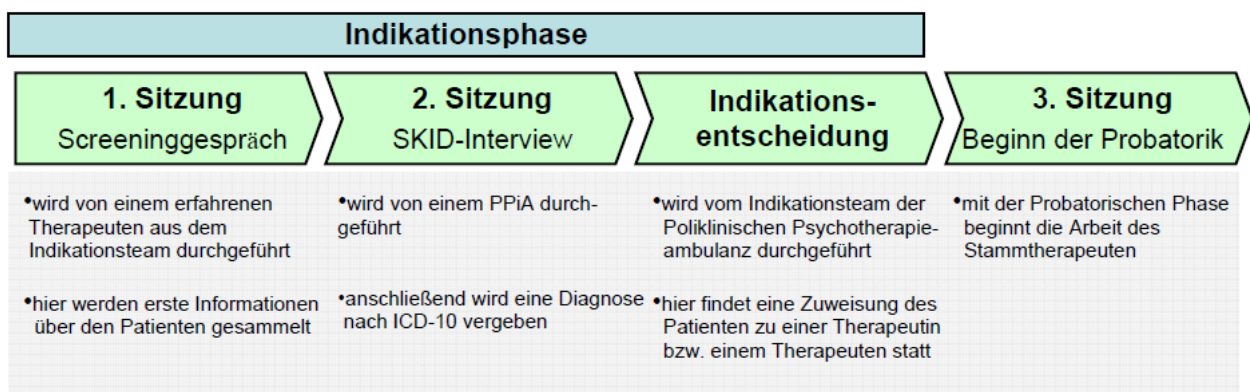 Indikationsphase
1. Sitzung
Screeninggespräch
2. Sitzung
SKID-Interview
Indikations-
entscheidung
3. Sitzung
Beginn der Probatorik
•wird von einem erfahrenen
Therapeuten aus dem
Indikationsteam durchgeführt
•hier werden erste Informationen
über den Patienten gesammelt
•wird von einem PPiA durch-
geführt
•anschließend wird eine Diagnose
nach ICD-10 vergeben
•wird vom Indikationsteam der
Poliklinischen Psychotherapie-
ambulanz durchgeführt
•hier findet eine Zuweisung des
Patienten zu einer Therapeutin
bzw. einem Therapeuten statt
•mit der Probatorischen Phase
beginnt die Arbeit des
Stammtherapeuten